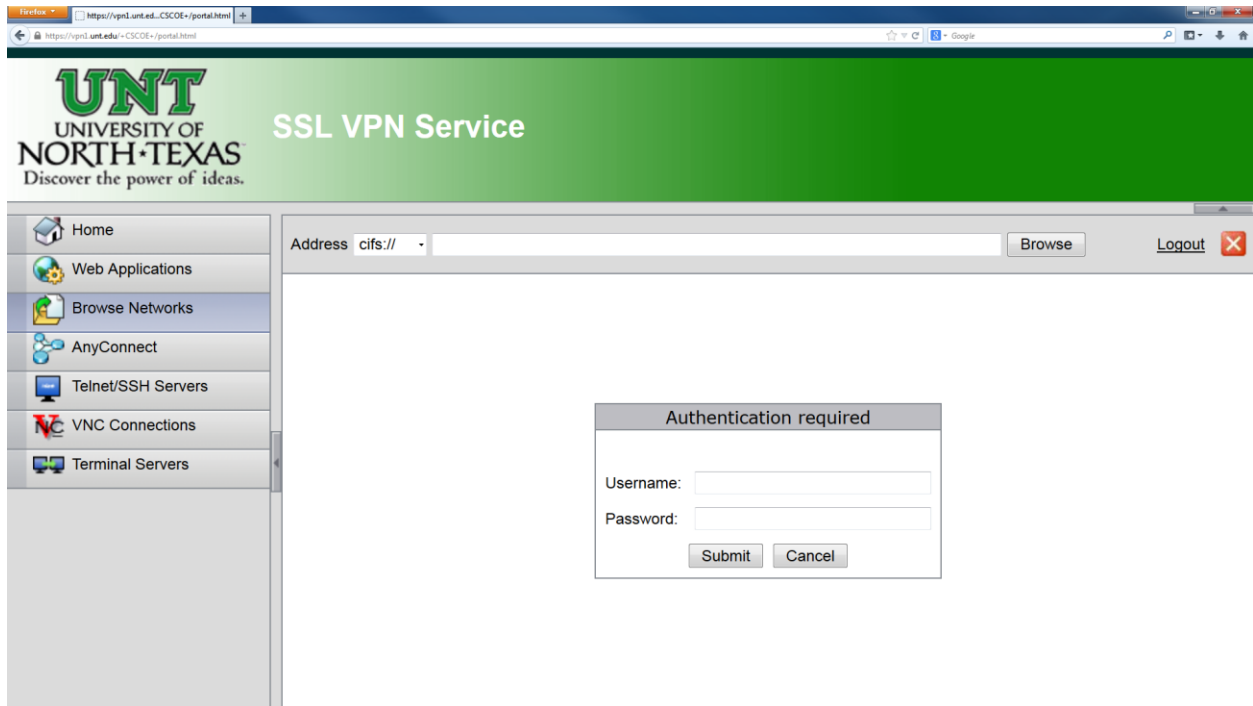 Firefox
https://vpn1.unt.ed...CSCOE+/portal.html
https://vpn1.unt.edu/+CSCOE+/portal.html
Google
UNT
UNIVERSITY OF
NORTH★TEXAS
Discover the power of ideas.
SSL VPN Service
Home
Web Applications
Browse Networks
AnyConnect
Telnet/SSH Servers
VNC Connections
Terminal Servers
Address cifs:// Browse Logout
Authentication required
Username:
Password:
Submit Cancel